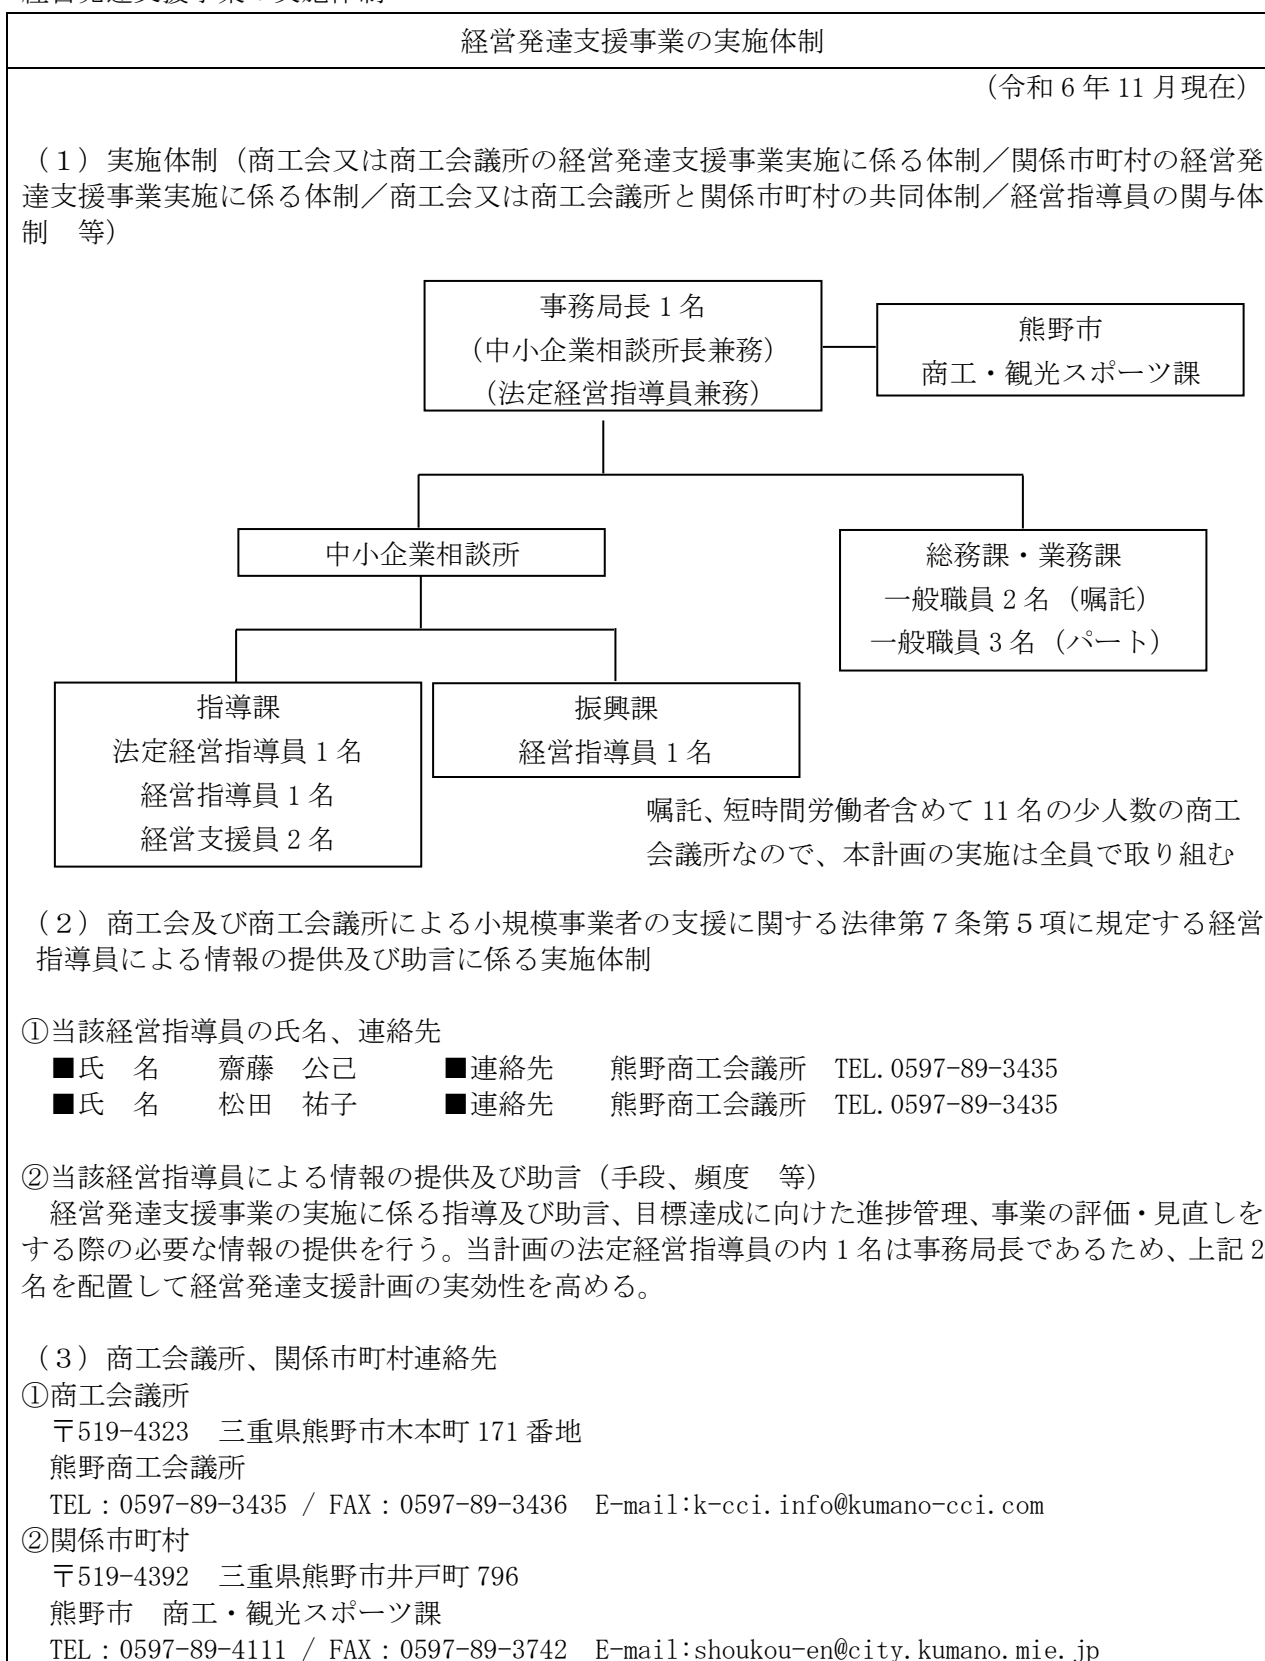 経営発達支援事業の実施体制
経営発達支援事業の実施体制
（令和 6 年 11 月現在）
（１）実施体制（商工会又は商工会議所の経営発達支援事業実施に係る体制／関係市町村の経営発
達支援事業実施に係る体制／商工会又は商工会議所と関係市町村の共同体制／経営指導員の関与体
制　等）
事務局長 1 名
（中小企業相談所長兼務）
（法定経営指導員兼務）
熊野市
商工・観光スポーツ課
中小企業相談所
総務課・業務課
一般職員 2 名（嘱託）
一般職員 3 名（パート）
指導課
法定経営指導員 1 名
経営指導員 1 名
経営支援員 2 名
振興課
経営指導員 1 名
嘱託、短時間労働者含めて 11 名の少人数の商工
会議所なので、本計画の実施は全員で取り組む
（２）商工会及び商工会議所による小規模事業者の支援に関する法律第７条第５項に規定する経営
指導員による情報の提供及び助言に係る実施体制
①当該経営指導員の氏名、連絡先
■氏　名　　齋藤　公己　　　■連絡先　　熊野商工会議所　TEL.0597-89-3435
■氏　名　　松田　祐子　　　■連絡先　　熊野商工会議所　TEL.0597-89-3435
②当該経営指導員による情報の提供及び助言（手段、頻度　等）
経営発達支援事業の実施に係る指導及び助言、目標達成に向けた進捗管理、事業の評価・見直しを
する際の必要な情報の提供を行う。当計画の法定経営指導員の内 1 名は事務局長であるため、上記 2
名を配置して経営発達支援計画の実効性を高める。
（３）商工会議所、関係市町村連絡先
①商工会議所
〒519-4323　三重県熊野市木本町 171 番地
熊野商工会議所
TEL：0597-89-3435 / FAX：0597-89-3436　E-mail:k-cci.info@kumano-cci.com
②関係市町村
〒519-4392　三重県熊野市井戸町 796
熊野市　商工・観光スポーツ課
TEL：0597-89-4111 / FAX：0597-89-3742　E-mail:shoukou-en@city.kumano.mie.jp